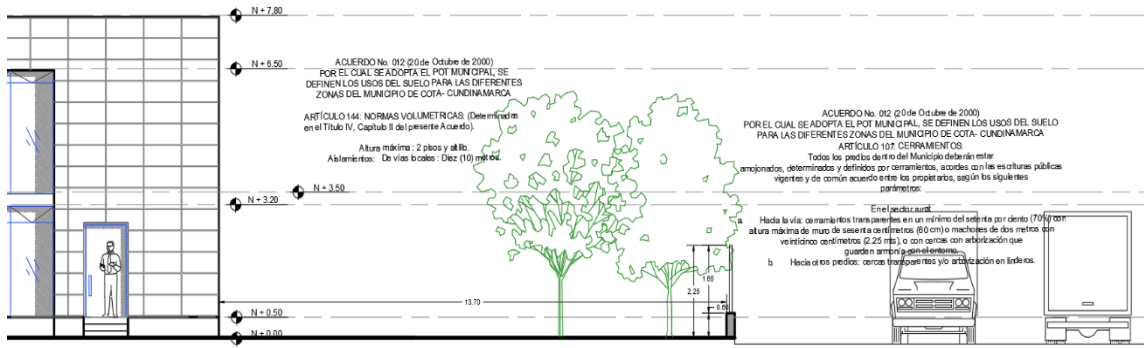 N + 7,80
N + 6.50
ACUERDO No. 012 (20 de Octubre de 2000)
POR EL CUAL SE ADOPTA EL POT MUNICIPAL, SE
DEFINEN LOS USOS DEL SUELO PARA LAS DIFERENTES
ZONAS DEL MUNICIPIO DE COTA- CUNDINAMARCA
ARTÍCULO 144: NORMAS VOLUMETRICAS: (Determinadas
en el Título IV, Capítulo II del presente Acuerdo).
Altura máxima: 2 pisos y altillo.
Aislamientos: De vías locales: Diez (10) metros.
N + 3.50
N + 3.20
ACUERDO No. 012 (20 de Octubre de 2000)
POR EL CUAL SE ADOPTA EL POT MUNICIPAL, SE DEFINEN LOS USOS DEL SUELO
PARA LAS DIFERENTES ZONAS DEL MUNICIPIO DE COTA- CUNDINAMARCA
ARTÍCULO 107: CERRAMIENTOS:
Todos los predios dentro del Municipio deberán estar
amojonados, determinados y definidos por cerramientos, acordes con las escrituras públicas
vigentes y de común acuerdo entre los propietarios, según los siguientes
parámetros:
En el sector rural:
a. Hacia la vía: cerramientos transparentes en un mínimo del setenta por ciento (70%) con
altura máxima de muro de sesenta centímetros (60 cm) o machones de dos metros con
veinticinco centímetros (2.25 mts), o con cercas con arborización que
guarden armonía con el entorno.
b. Hacia otros predios: cercas transparentes y/o arborización en linderos.
1.65
2.25
13.70
0.60
N + 0.50
N + 0.00